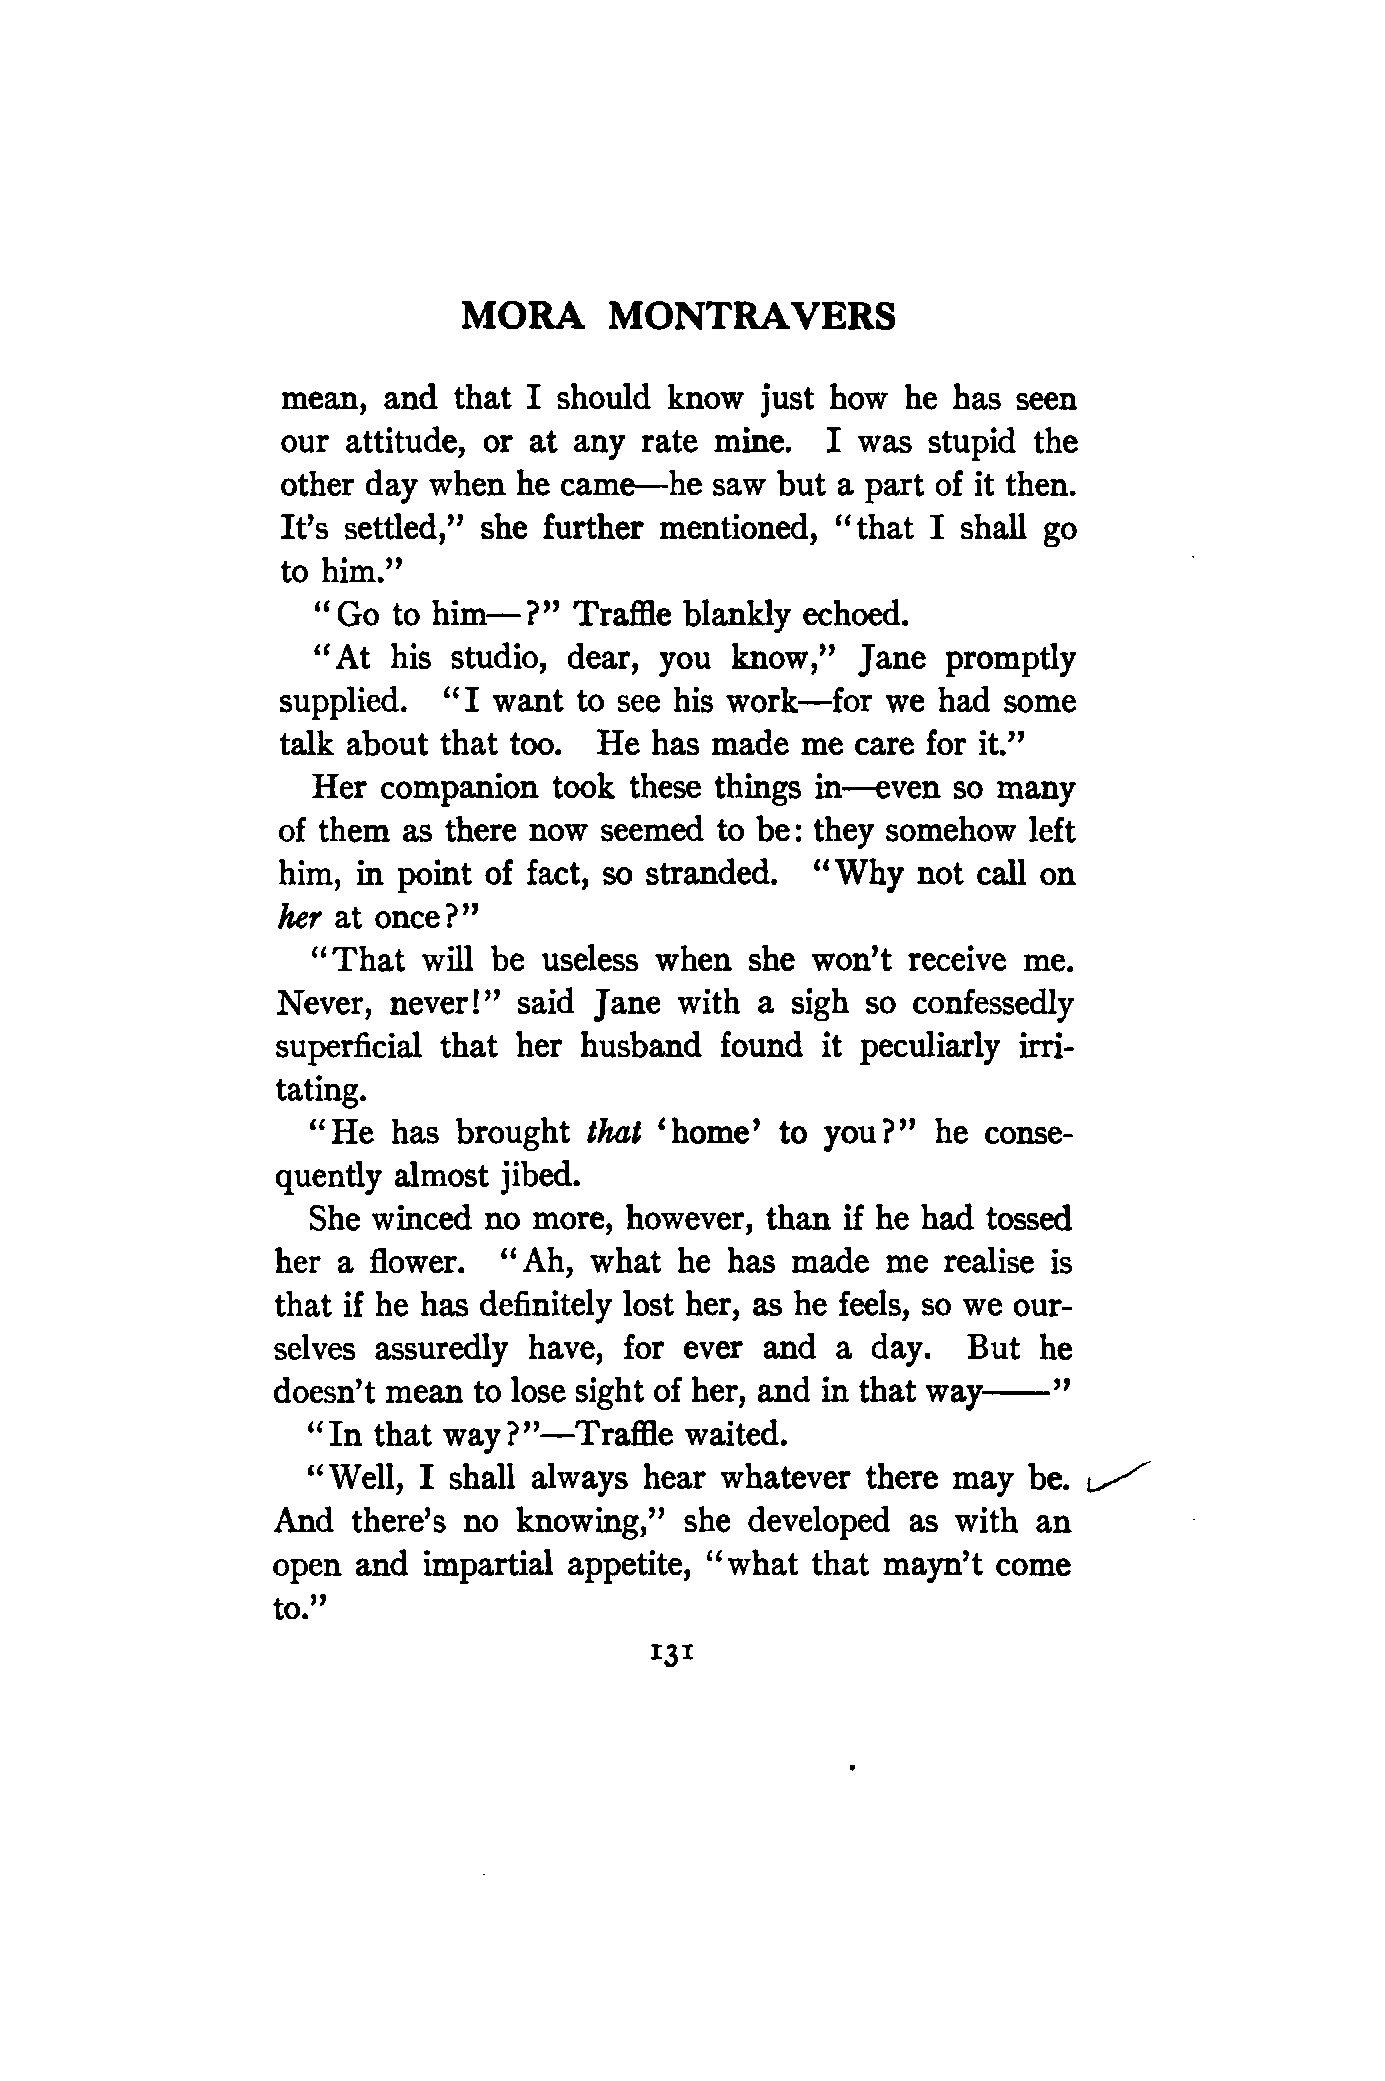 MORA MONTRAVERS
mean, and that I should know just how he has seen
our attitude, or at any rate mine. I was stupid the
other day when he came—he saw but a part of it then.
It's settled," she further mentioned, "that I shall go
to him."
"Go to him—?" Traffle blankly echoed.
"At his studio, dear, you know," Jane promptly
supplied. "I want to see his work—for we had some
talk about that too. He has made me care for it."
Her companion took these things in—even so many
of them as there now seemed to be: they somehow left
him, in point of fact, so stranded. "Why not call on
her at once?"
"That will be useless when she won't receive me.
Never, never!" said Jane with a sigh so confessedly
superficial that her husband found it peculiarly irri-
tating.
"He has brought that 'home' to you?" he conse-
quently almost jibed.
She winced no more, however, than if he had tossed
her a flower. "Ah, what he has made me realise is
that if he has definitely lost her, as he feels, so we our-
selves assuredly have, for ever and a day. But he
doesn't mean to lose sight of her, and in that way——"
"In that way?"—Traffle waited.
"Well, I shall always hear whatever there may be.
And there's no knowing," she developed as with an
open and impartial appetite, "what that mayn't come
to."
131